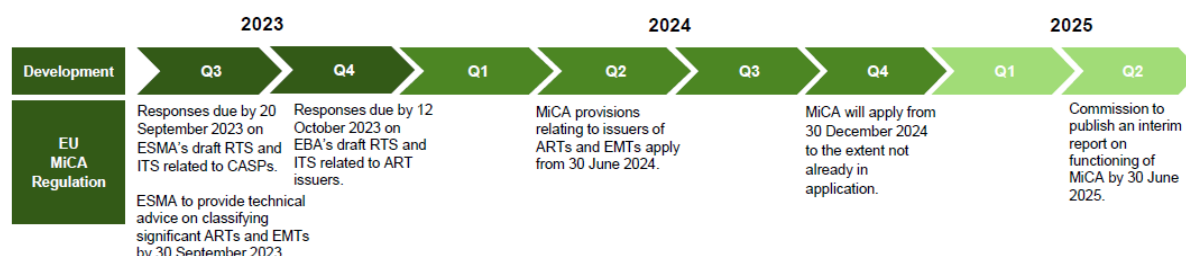 2023
2024
2025
Development
Q3
Q4
Q1
Q2
Q3
Q4
Q1
Q2
EU
MiCA
Regulation
Responses due by 20
September 2023 on
ESMA's draft RTS and
ITS related to CASPs.
ESMA to provide technical
advice on classifying
significant ARTs and EMTs
by 30 September 2023
Responses due by 12
October 2023 on
EBA's draft RTS and
ITS related to ART
issuers.
MiCA provisions
relating to issuers of
ARTs and EMTs apply
from 30 June 2024.
MiCA will apply from
30 December 2024
to the extent not
already in
application.
Commission to
publish an interim
report on
functioning of
MiCA by 30 June
2025.